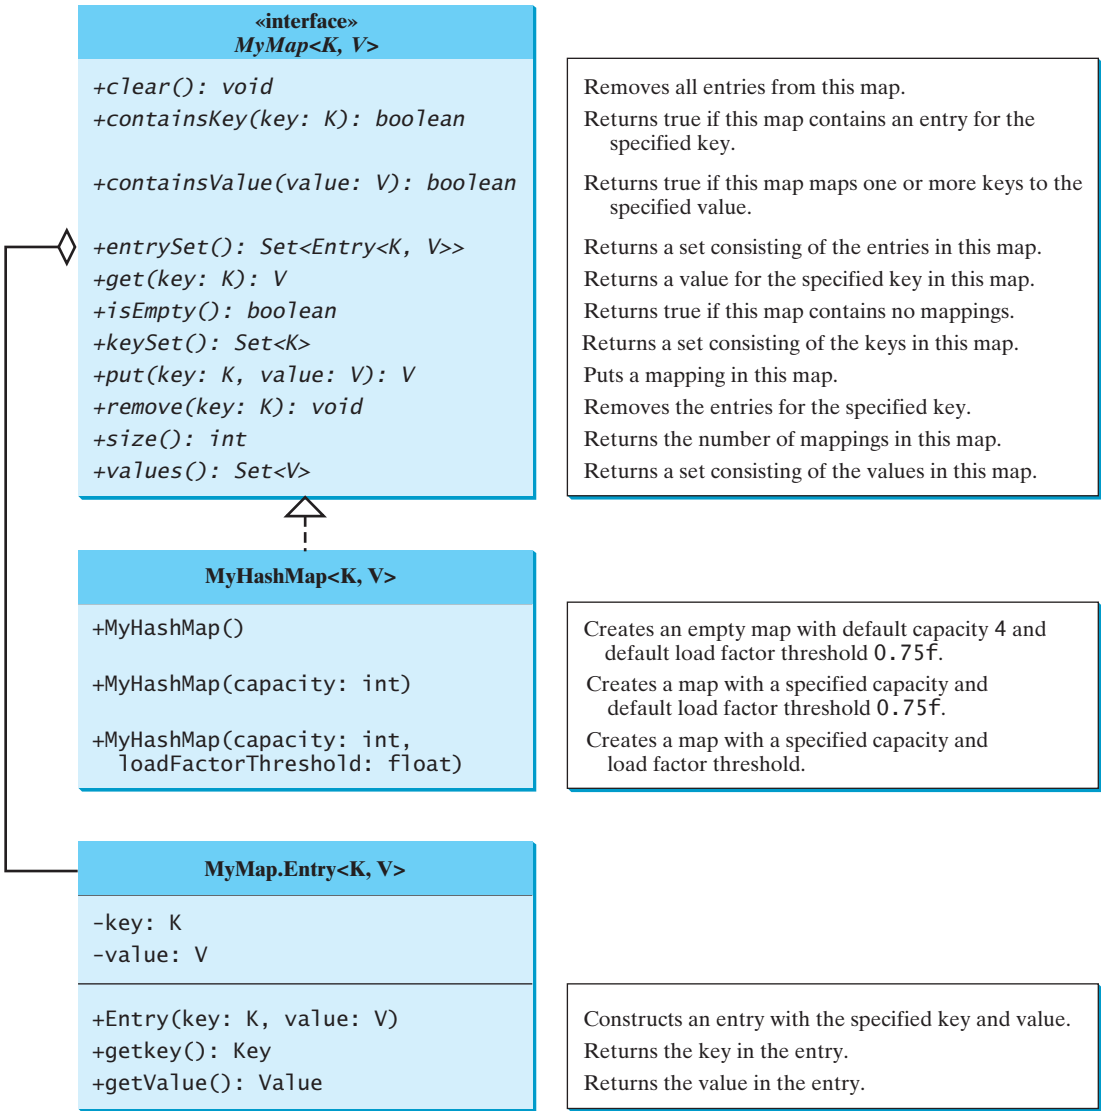 «interface»
MyMap<K, V>
+clear(): void
+containsKey(key: K): boolean
+containsValue(value: V): boolean
+entrySet(): Set<Entry<K, V>>
+get(key: K): V
+isEmpty(): boolean
+keySet(): Set<K>
+put(key: K, value: V): V
+remove(key: K): void
+size(): int
+values(): Set<V>
Removes all entries from this map.
Returns true if this map contains an entry for the
specified key.
Returns true if this map maps one or more keys to the
specified value.
Returns a set consisting of the entries in this map.
Returns a value for the specified key in this map.
Returns true if this map contains no mappings.
Returns a set consisting of the keys in this map.
Puts a mapping in this map.
Removes the entries for the specified key.
Returns the number of mappings in this map.
Returns a set consisting of the values in this map.
MyHashMap<K, V>
+MyHashMap()
+MyHashMap(capacity: int)
+MyHashMap(capacity: int,
loadFactorThreshold: float)
Creates an empty map with default capacity 4 and
default load factor threshold 0.75f.
Creates a map with a specified capacity and
default load factor threshold 0.75f.
Creates a map with a specified capacity and
load factor threshold.
MyMap.Entry<K, V>
-key: K
-value: V
+Entry(key: K, value: V)
+getkey(): Key
+getValue(): Value
Constructs an entry with the specified key and value.
Returns the key in the entry.
Returns the value in the entry.